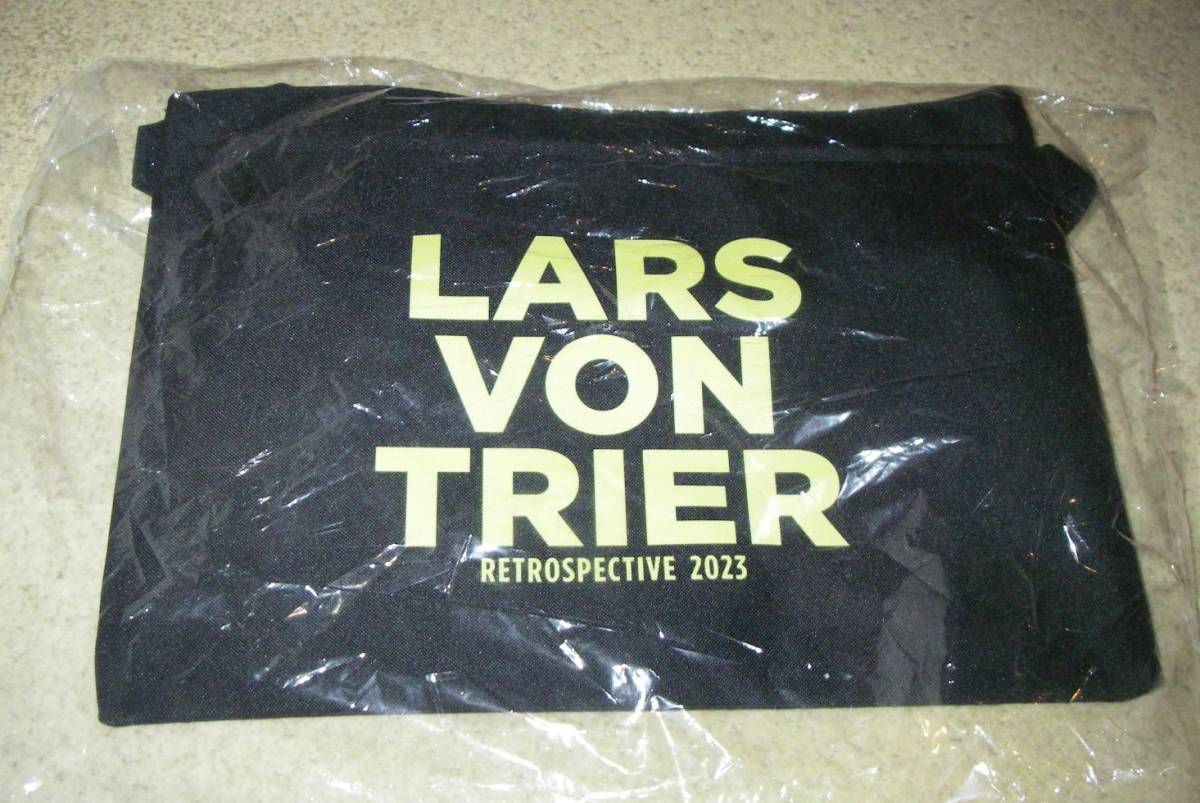 LARS
VON
TRIER
RETROSPECTIVE 2023